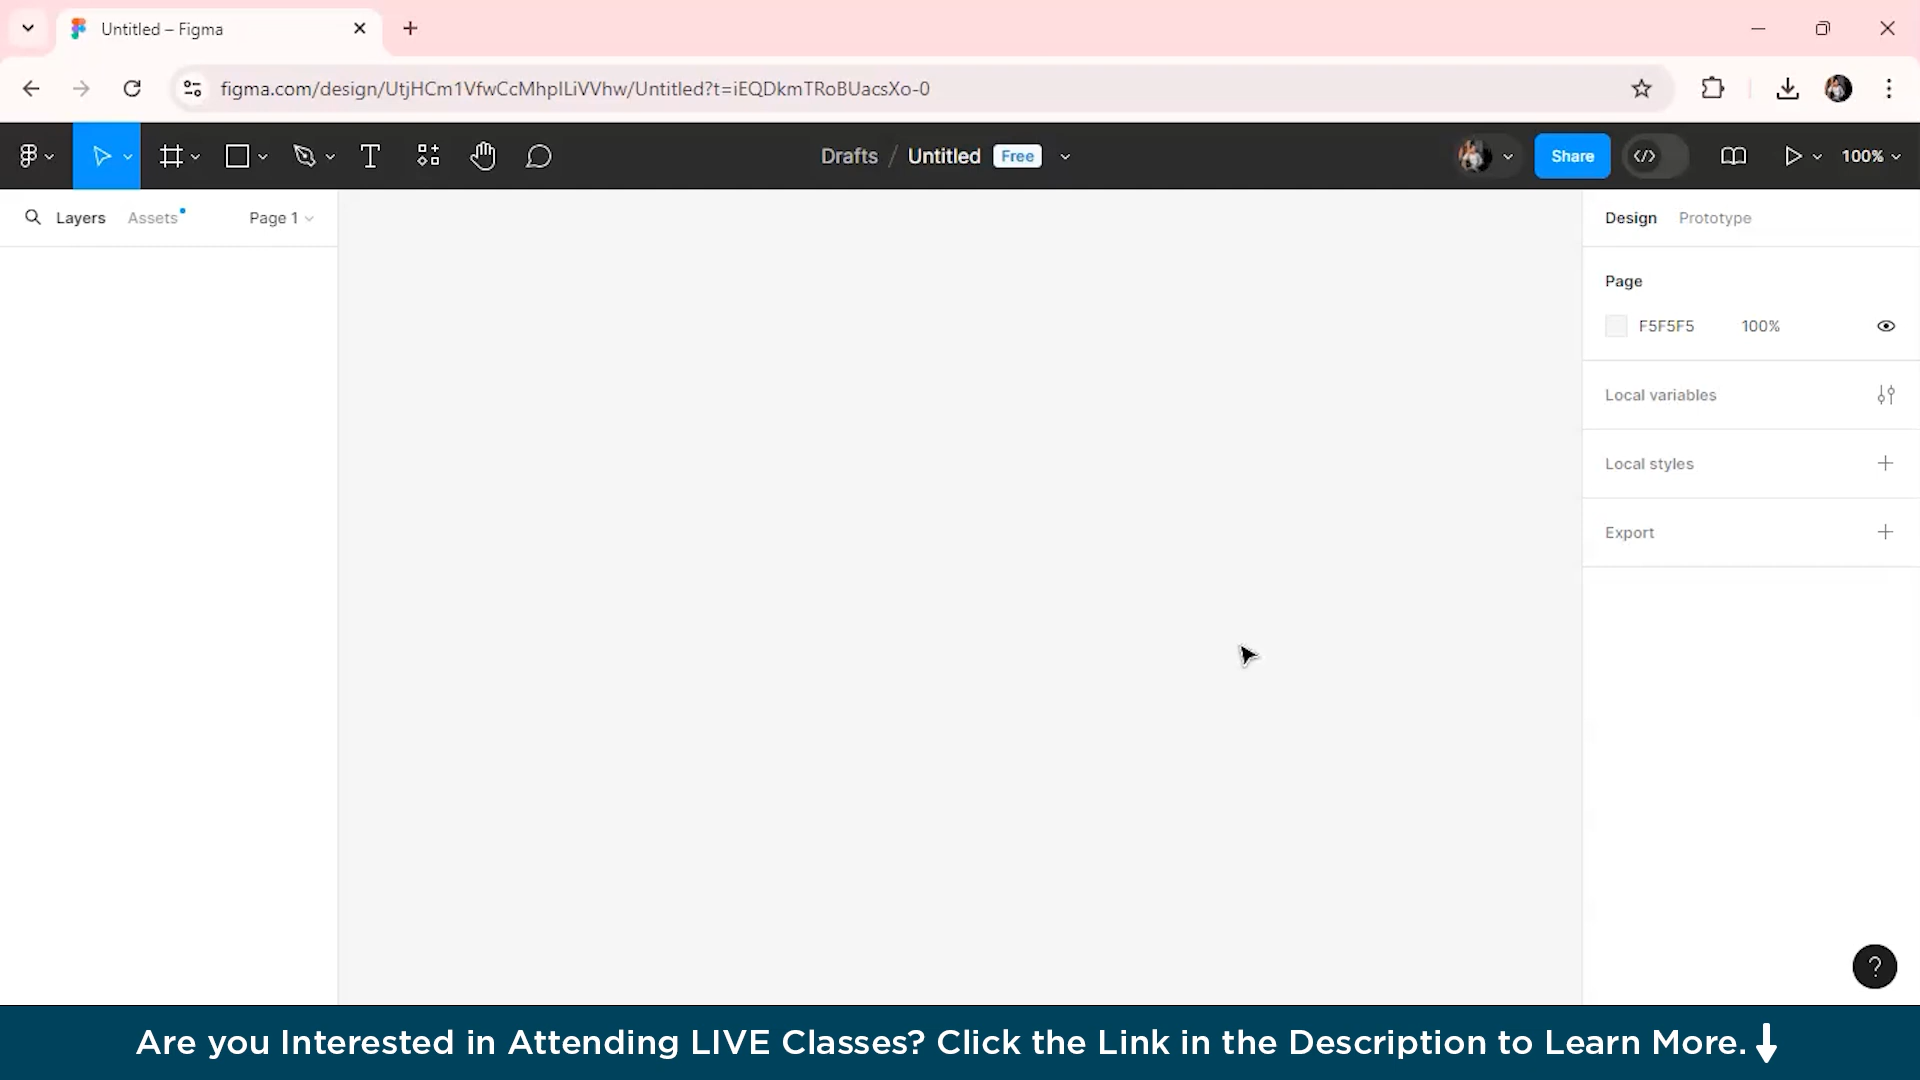 Untitled – Figma
figma.com/design/UtjHCm1VfwCcMhpILiVVhw/Untitled?t=iEQDkmTRoBUacsXo-0
Drafts / Untitled Free
Share
100%
Layers Assets Page 1
Design Prototype
Page
F5F5F5 100%
Local variables
Local styles
Export
?
Are you Interested in Attending LIVE Classes? Click the Link in the Description to Learn More.